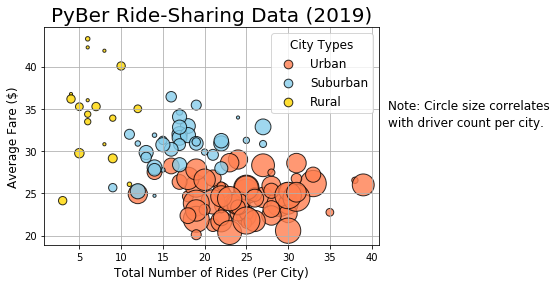 PyBer Ride-Sharing Data (2019)
City Types
Urban
Suburban
Rural
Note: Circle size correlates
with driver count per city.
Average Fare ($)
40
35
30
25
20
5 10 15 20 25 30 35 40
Total Number of Rides (Per City)